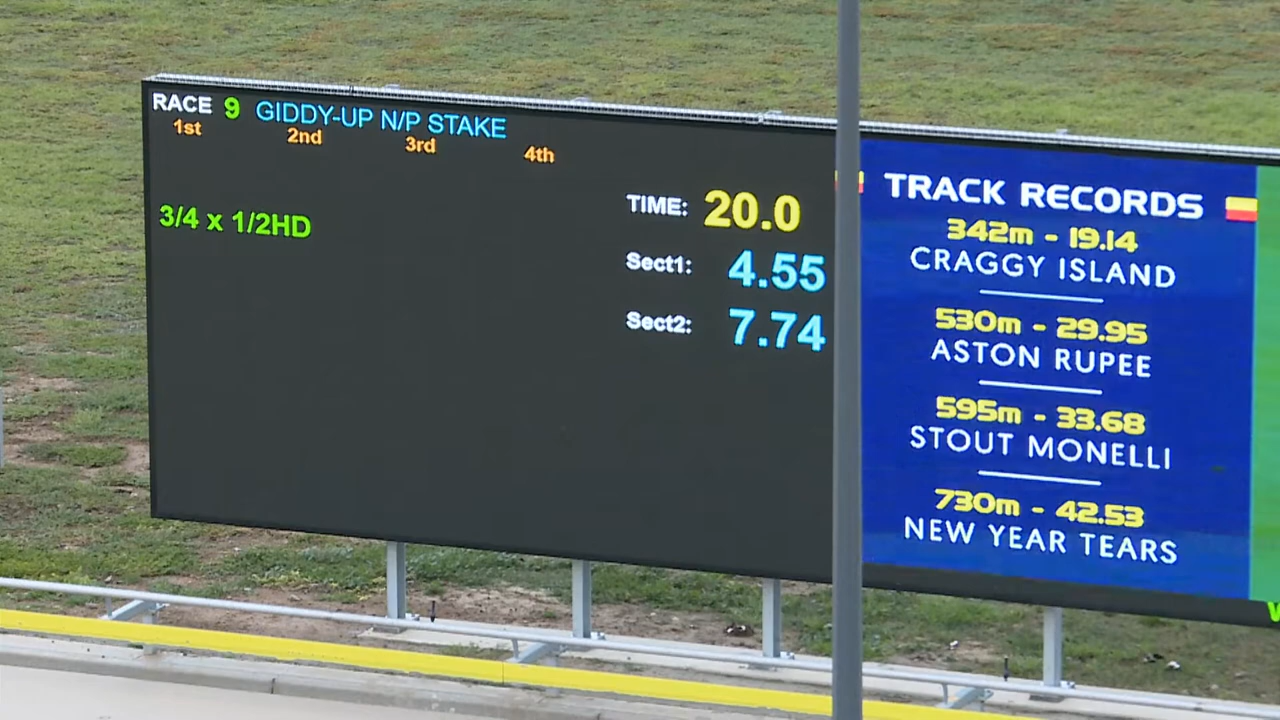 RACE 9 GIDDY-UP N/P STAKE
1st 2nd 3rd 4th
3/4 x 1/2HD
TIME: 20.0
Sect1: 4.55
Sect2: 7.74
TRACK RECORDS
342m - 19.14
CRAGGY ISLAND
530m - 29.95
ASTON RUPEE
595m - 33.68
STOUT MONELLI
730m - 42.53
NEW YEAR TEARS